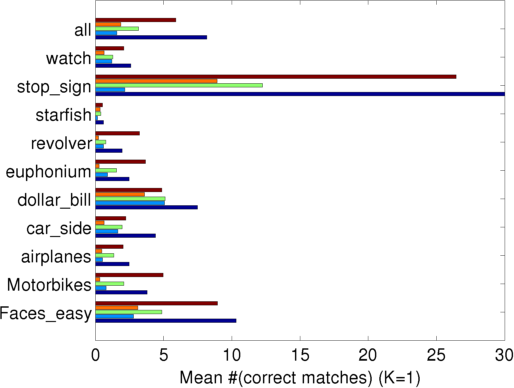 all
watch
stop_sign
starfish
revolver
euphonium
dollar_bill
car_side
airplanes
Motorbikes
Faces_easy
0 5 10 15 20 25 30
Mean #(correct matches) (K=1)